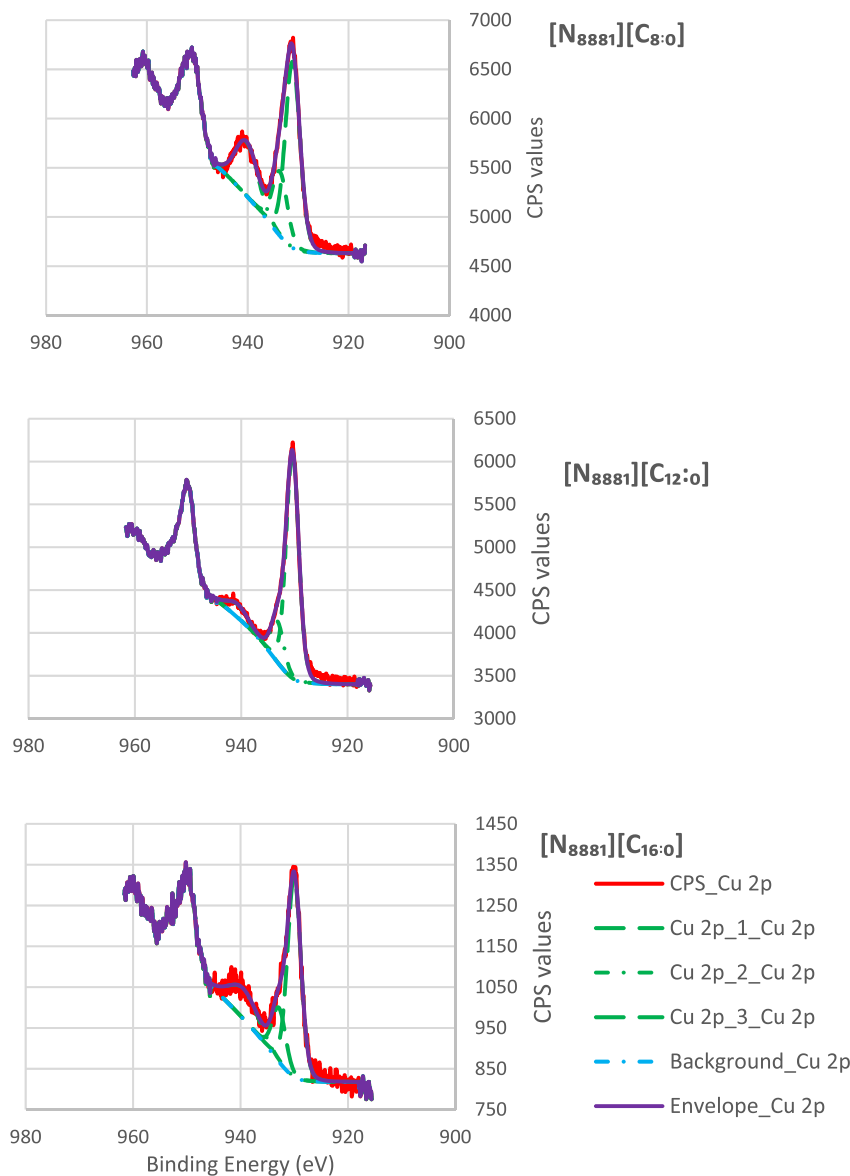 [N₈₈₈₁][C₈:₀]
7000
6500
6000
5500
5000
4500
4000
CPS values
980 960 940 920 900
[N₈₈₈₁][C₁₂:₀]
6500
6000
5500
5000
4500
4000
3500
3000
CPS values
980 960 940 920 900
[N₈₈₈₁][C₁₆:₀]
1450
1350
1250
1150
1050
950
850
750
CPS values
980 960 940 920 900
Binding Energy (eV)
CPS_Cu 2p
Cu 2p_1_Cu 2p
Cu 2p_2_Cu 2p
Cu 2p_3_Cu 2p
Background_Cu 2p
Envelope_Cu 2p